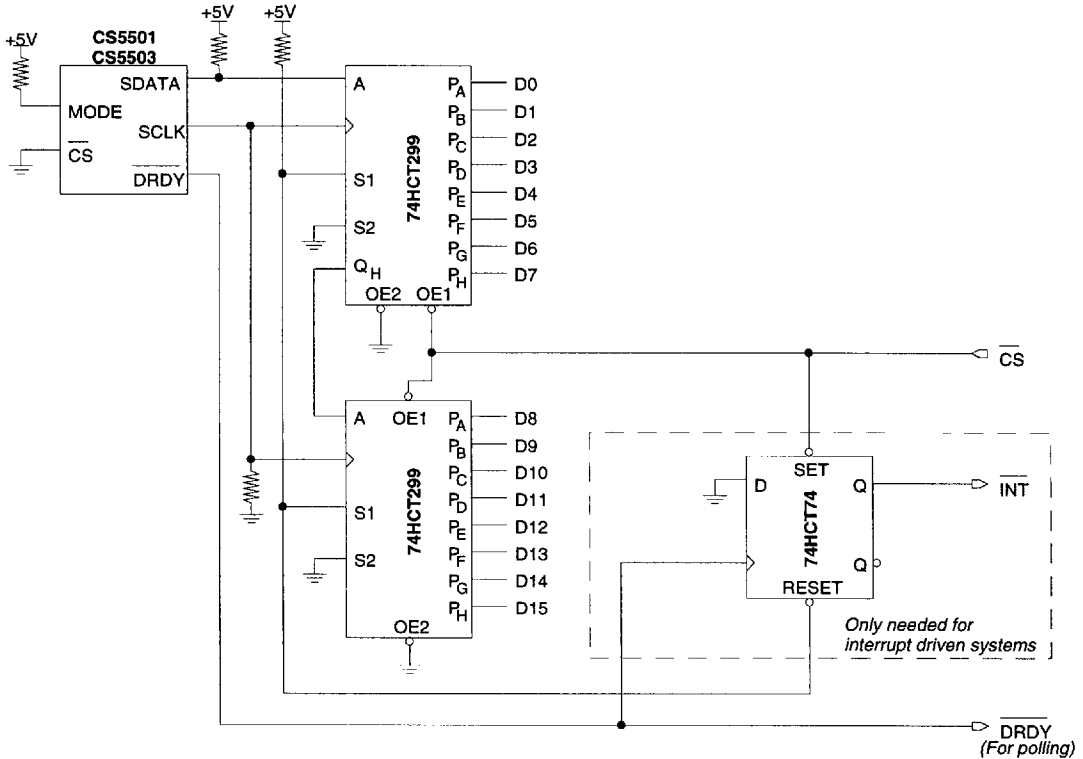 +5V
+5V
+5V
CS5501
CS5503
SDATA
MODE
SCLK
CS
DRDY
A
S1
S2
QH
OE2
OE1
74HCT299
PA
D0
PB
D1
PC
D2
PD
D3
PE
D4
PF
D5
PG
D6
PH
D7
CS
A
OE1
S1
S2
OE2
74HCT299
PA
D8
PB
D9
PC
D10
PD
D11
PE
D12
PF
D13
PG
D14
PH
D15
SET
D
Q
74HCT74
Q
RESET
INT
Only needed for
interrupt driven systems
DRDY
(For polling)